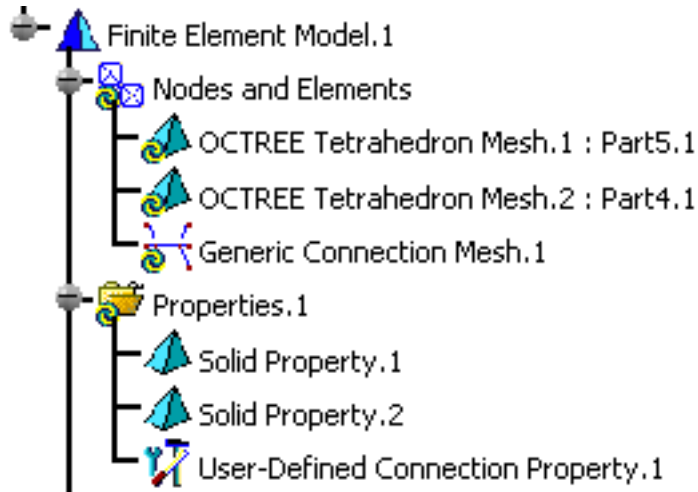 Finite Element Model.1
Nodes and Elements
OCTREE Tetrahedron Mesh.1 : Part5.1
OCTREE Tetrahedron Mesh.2 : Part4.1
Generic Connection Mesh.1
Properties.1
Solid Property.1
Solid Property.2
User-Defined Connection Property.1